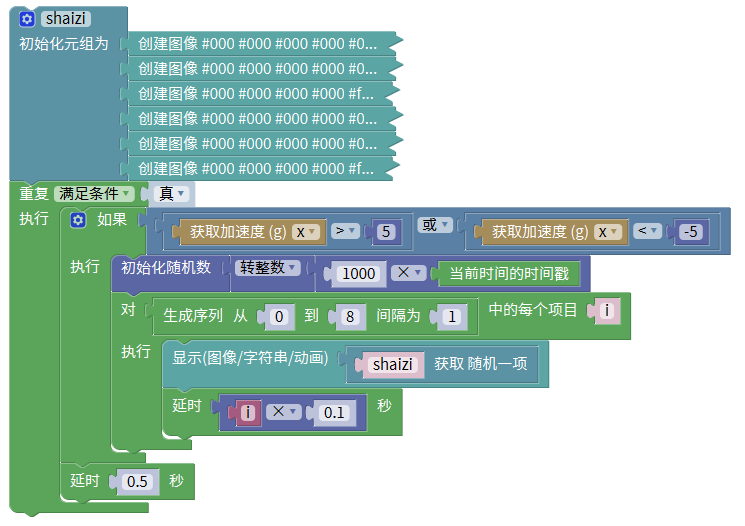 shaizi
初始化元组为
创建图像 #000 #000 #000 #000 #0...
创建图像 #000 #000 #000 #000 #0...
创建图像 #000 #000 #000 #000 #f...
创建图像 #000 #000 #000 #000 #0...
创建图像 #000 #000 #000 #000 #0...
创建图像 #000 #000 #000 #000 #f...
重复 满足条件 真
执行 如果 获取加速度 (g) x > 5 或 获取加速度 (g) x < -5
执行 初始化随机数 转整数 1000 × 当前时间的时间戳
对 生成序列 从 0 到 8 间隔为 1 中的每个项目 i
执行 显示(图像/字符串/动画) shaizi 获取 随机一项
延时 i × 0.1 秒
延时 0.5 秒